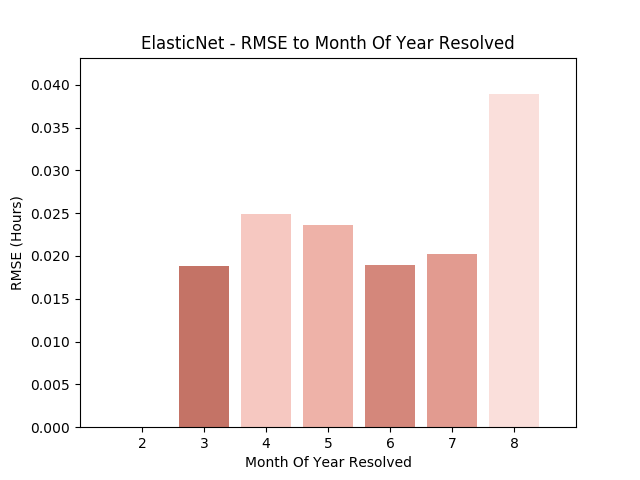 ElasticNet - RMSE to Month Of Year Resolved
0.040
0.035
0.030
0.025
0.020
0.015
0.010
0.005
0.000
RMSE (Hours)
2 3 4 5 6 7 8
Month Of Year Resolved